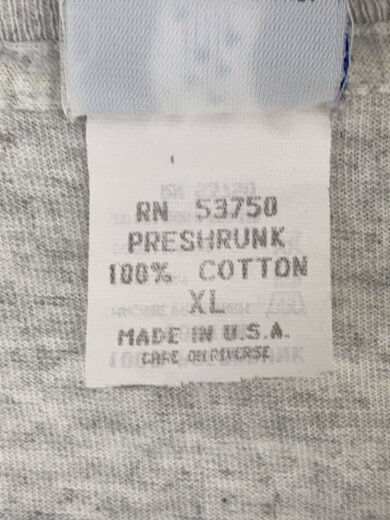 RN 53750
PRESHRUNK
100% COTTON
XL
MADE IN U.S.A.
CARE ON REVERSE